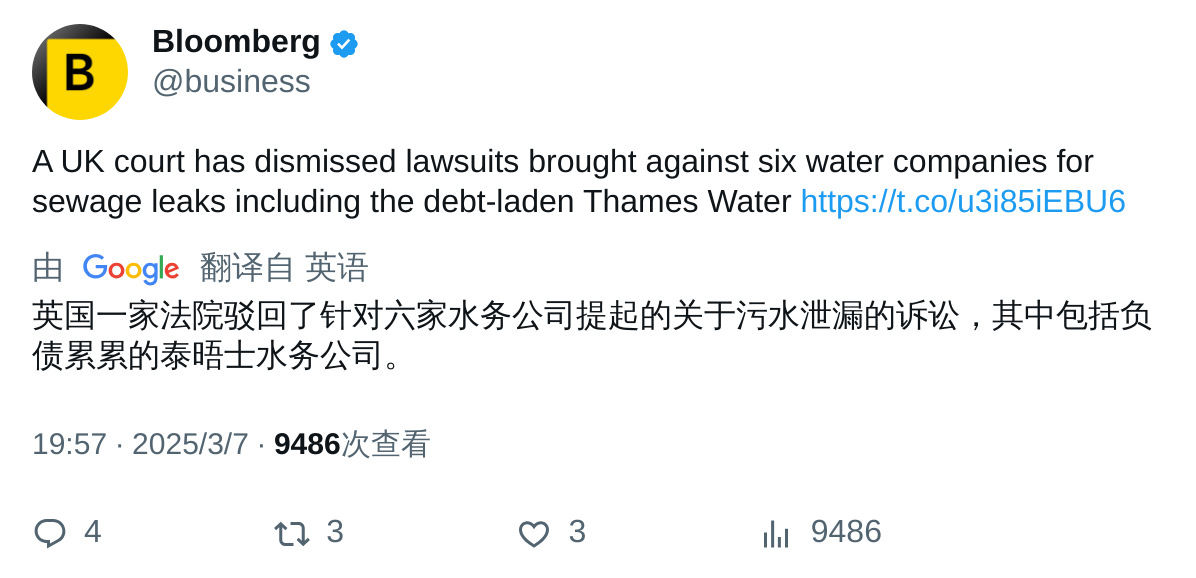 B
Bloomberg
@business
A UK court has dismissed lawsuits brought against six water companies for
sewage leaks including the debt-laden Thames Water https://t.co/u3i85iEBU6
由 Google 翻译自 英语
英国一家法院驳回了针对六家水务公司提起的关于污水泄漏的诉讼，其中包括负
债累累的泰晤士水务公司。
19:57 · 2025/3/7 · 9486次查看
4 3 3 9486